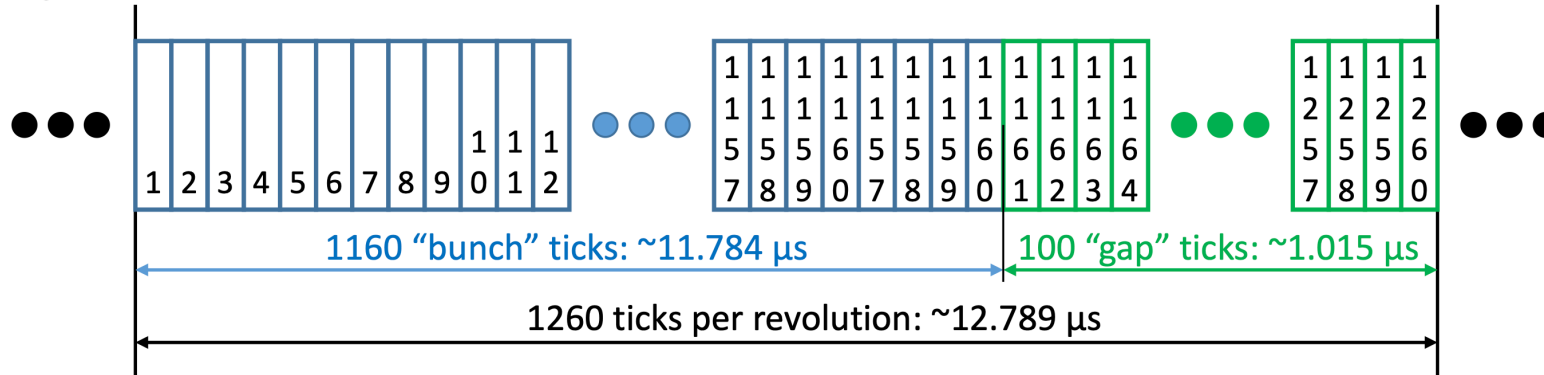 1 2 3 4 5 6 7 8 9 10 11 12 1157 1158 1159 1160 1157 1158 1159 1160 1161 1162 1163 1164 1257 1258 1259 1260
1160 “bunch” ticks: ~11.784 µs 100 “gap” ticks: ~1.015 µs
1260 ticks per revolution: ~12.789 µs